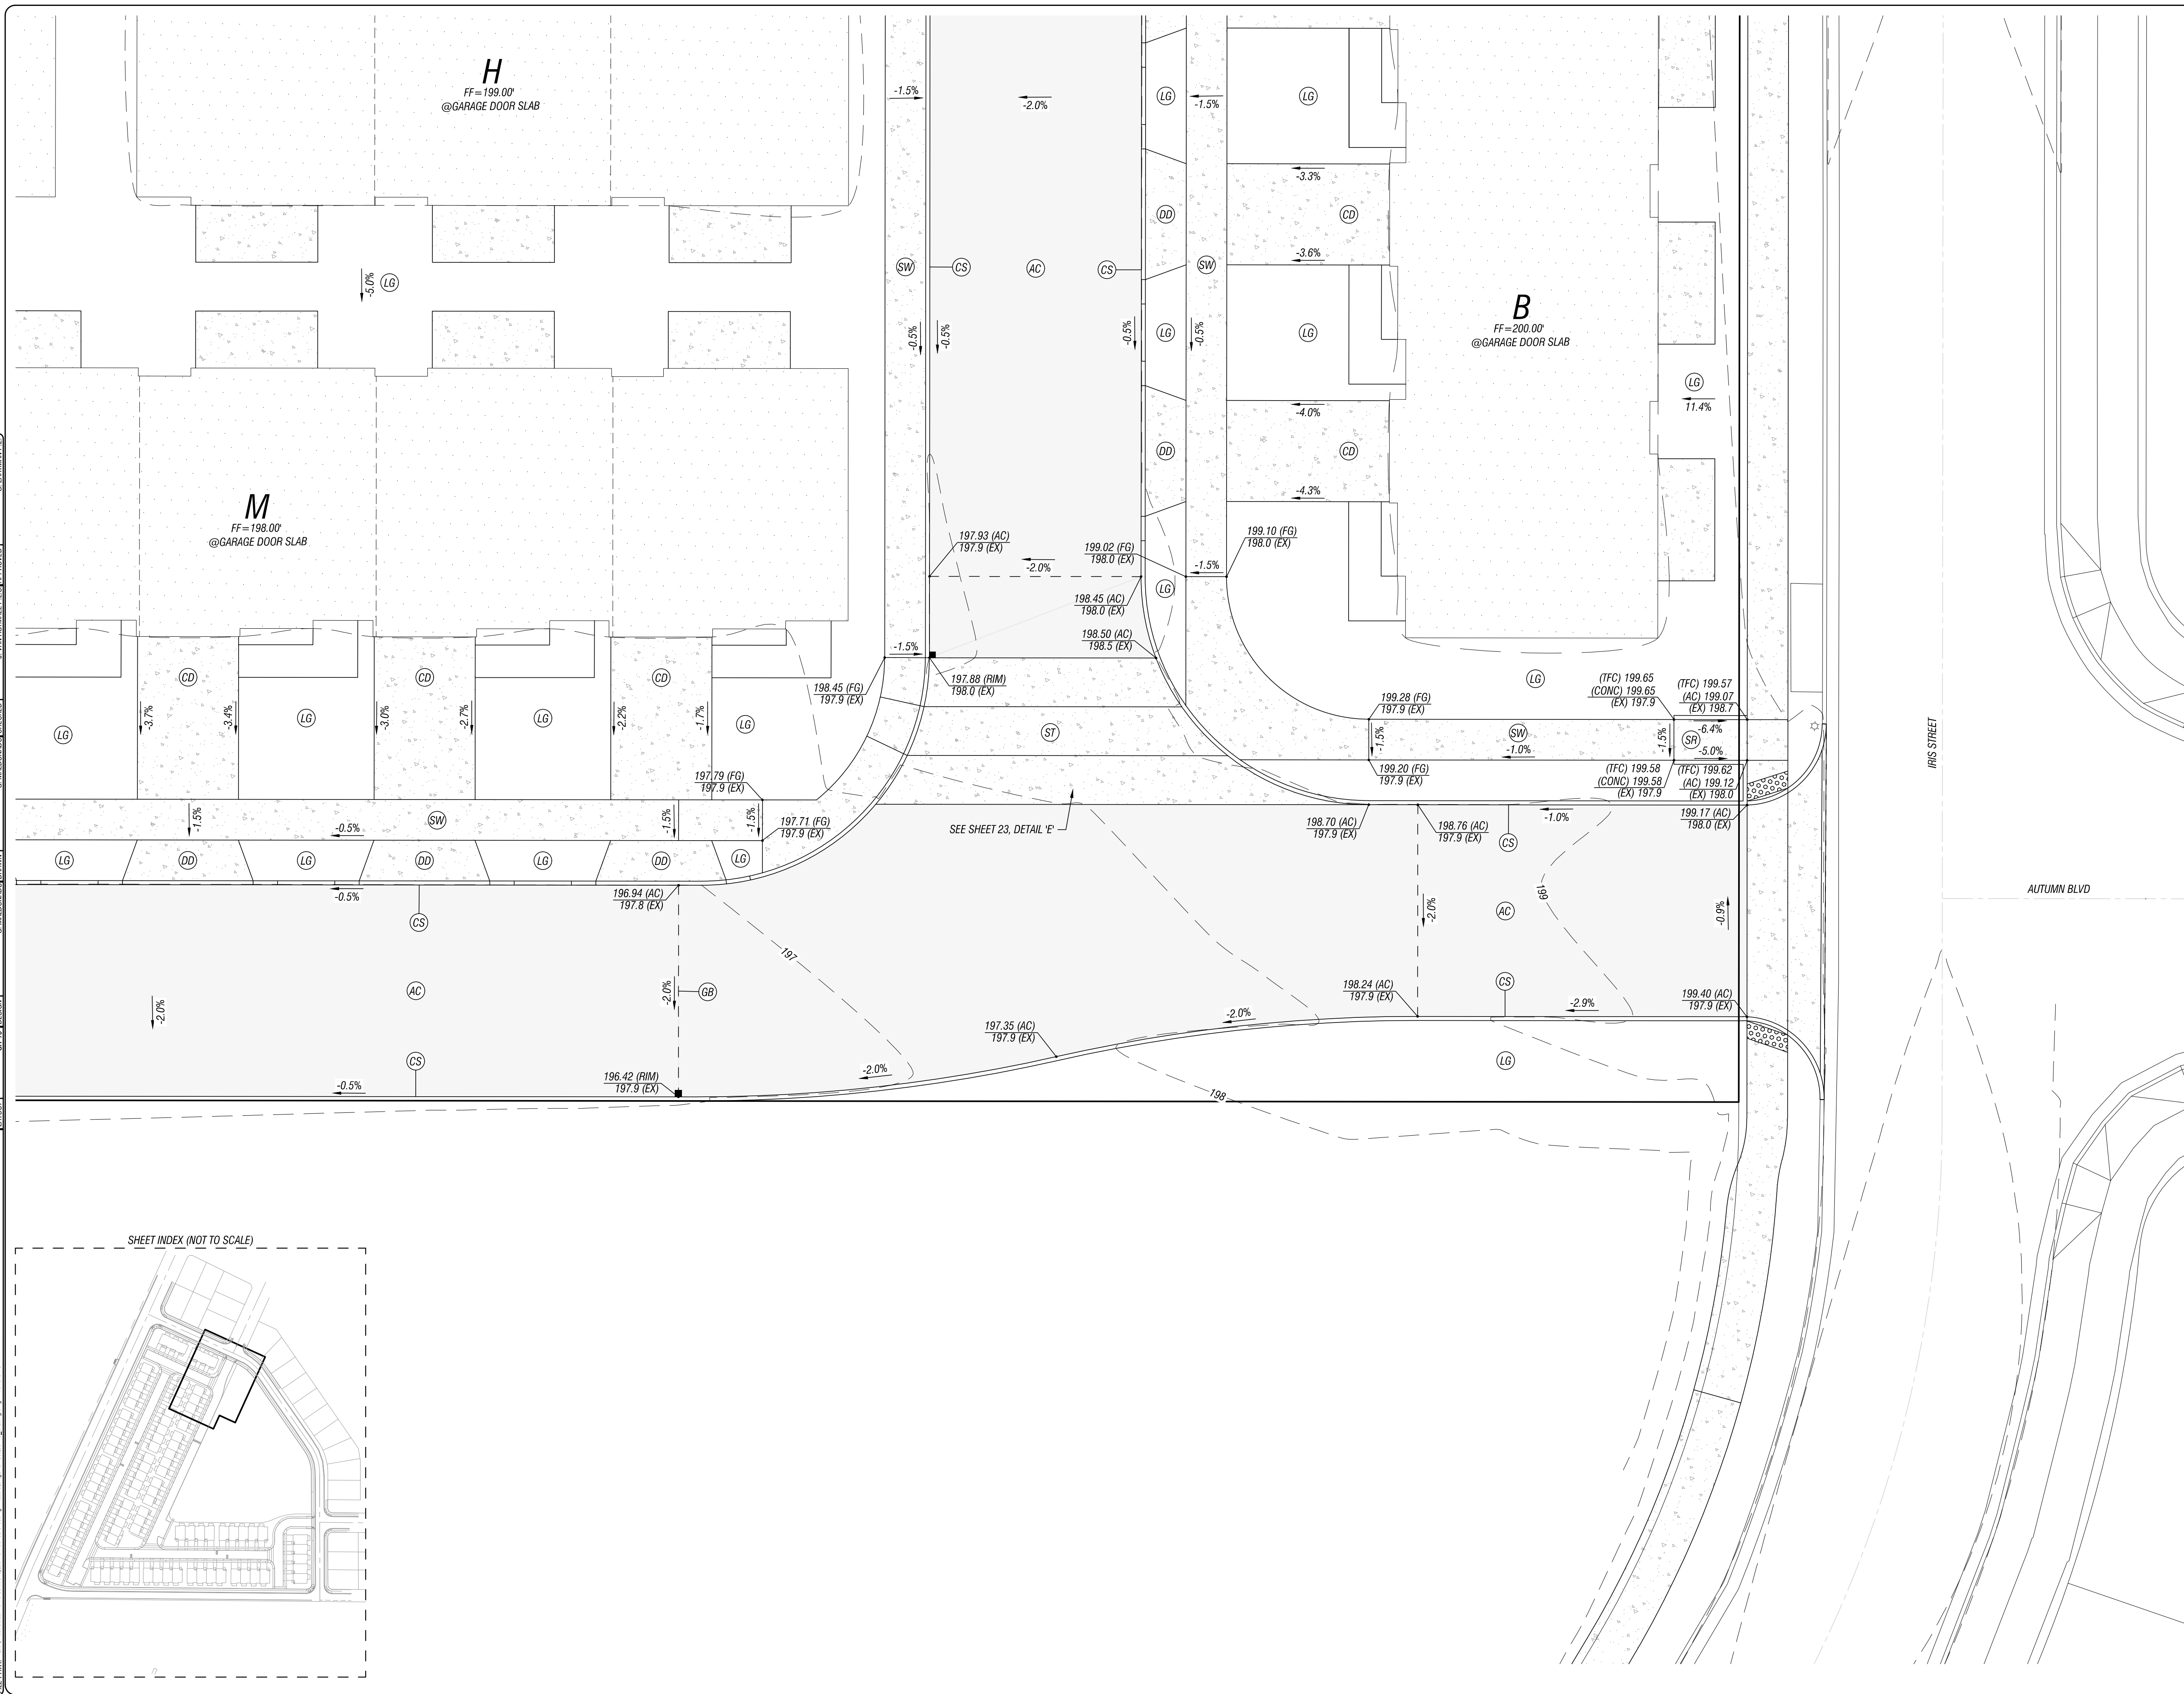 H
FF=199.00'
@GARAGE DOOR SLAB
-1.5%
-2.0%
LG
-1.5%
LG
-3.3%
DD
CD
-3.6%
-5.0%
LG
SW
CS
AC
CS
SW
B
FF=200.00'
@GARAGE DOOR SLAB
-0.5%
-0.5%
-0.5%
LG
-0.5%
LG
LG
11.4%
-4.0%
DD
CD
-4.3%
M
FF=198.00'
@GARAGE DOOR SLAB
197.93 (AC)
197.9 (EX)
-2.0%
199.02 (FG)
198.0 (EX)
-1.5%
199.10 (FG)
198.0 (EX)
LG
198.45 (AC)
198.0 (EX)
198.50 (AC)
198.5 (EX)
-1.5%
197.88 (RIM)
198.0 (EX)
198.45 (FG)
197.9 (EX)
CD
CD
CD
-3.7%
-3.4%
-3.0%
-2.7%
-2.2%
-1.7%
LG
LG
LG
LG
ST
LG
199.28 (FG)
197.9 (EX)
(TFC) 199.65
(CONC) 199.65
(EX) 197.9
(TFC) 199.57
(AC) 199.07
(EX) 198.7
-1.5%
SW
-1.0%
-1.5%
SR
-6.4%
-5.0%
199.20 (FG)
197.9 (EX)
(TFC) 199.58
(CONC) 199.58
(EX) 197.9
(TFC) 199.62
(AC) 199.12
(EX) 198.0
IRIS STREET
197.79 (FG)
197.9 (EX)
197.71 (FG)
197.9 (EX)
-1.5%
-0.5%
SW
-1.5%
-1.5%
SEE SHEET 23, DETAIL 'E'
198.70 (AC)
197.9 (EX)
198.76 (AC)
197.9 (EX)
-1.0%
CS
199.17 (AC)
198.0 (EX)
LG
DD
LG
DD
LG
DD
LG
-0.5%
CS
196.94 (AC)
197.8 (EX)
199
AC
-2.0%
-0.9%
AUTUMN BLVD
197
-2.0%
AC
-2.0%
GB
198.24 (AC)
197.9 (EX)
CS
-2.9%
199.40 (AC)
197.9 (EX)
197.35 (AC)
197.9 (EX)
-2.0%
-2.0%
CS
-0.5%
196.42 (RIM)
197.9 (EX)
LG
198
SHEET INDEX (NOT TO SCALE)